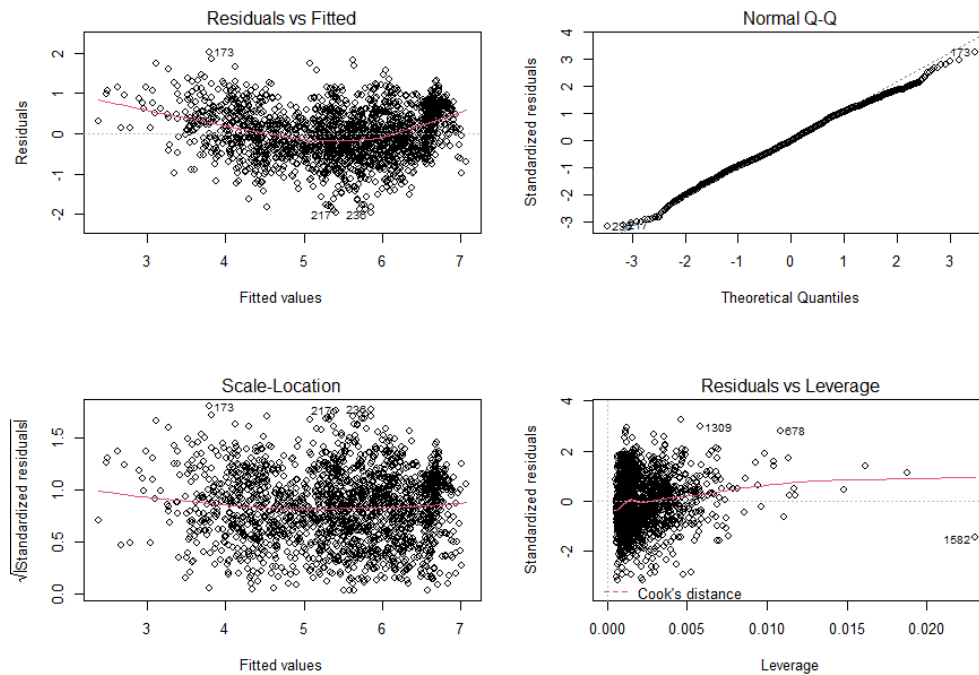 Residuals vs Fitted
Residuals
2
1
0
-1
-2
173
217
236
3 4 5 6 7
Fitted values
Normal Q-Q
Standardized residuals
4
3
2
1
0
-1
-2
-3
173
217
-3 -2 -1 0 1 2 3
Theoretical Quantiles
Scale-Location
√|Standardized residuals|
1.5
1.0
0.5
0.0
173
217
236
3 4 5 6 7
Fitted values
Residuals vs Leverage
Standardized residuals
4
2
0
-2
1309
678
1582
Cook's distance
0.000 0.005 0.010 0.015 0.020
Leverage